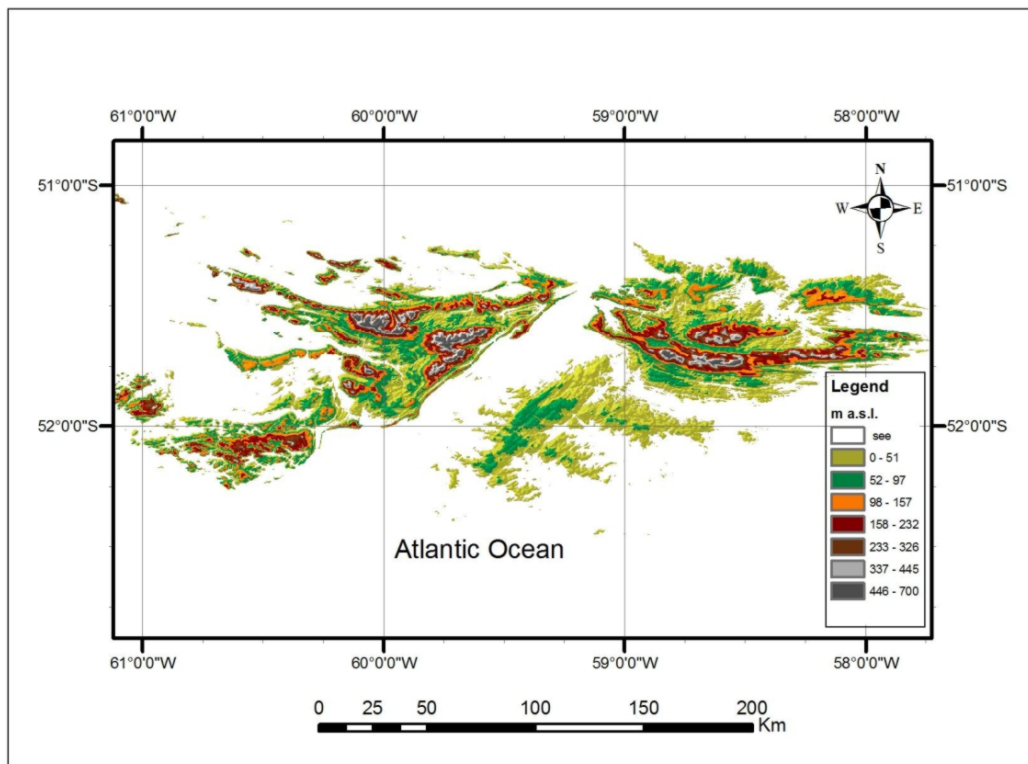 61°0'0"W 60°0'0"W 59°0'0"W 58°0'0"W
51°0'0"S 51°0'0"S
N
W E
S
Legend
m a.s.l.
see
0 - 51
52°0'0"S 52°0'0"S
52 - 97
98 - 157
158 - 232
233 - 326
337 - 445
446 - 700
Atlantic Ocean
61°0'0"W 60°0'0"W 59°0'0"W 58°0'0"W
0 25 50 100 150 200
Km